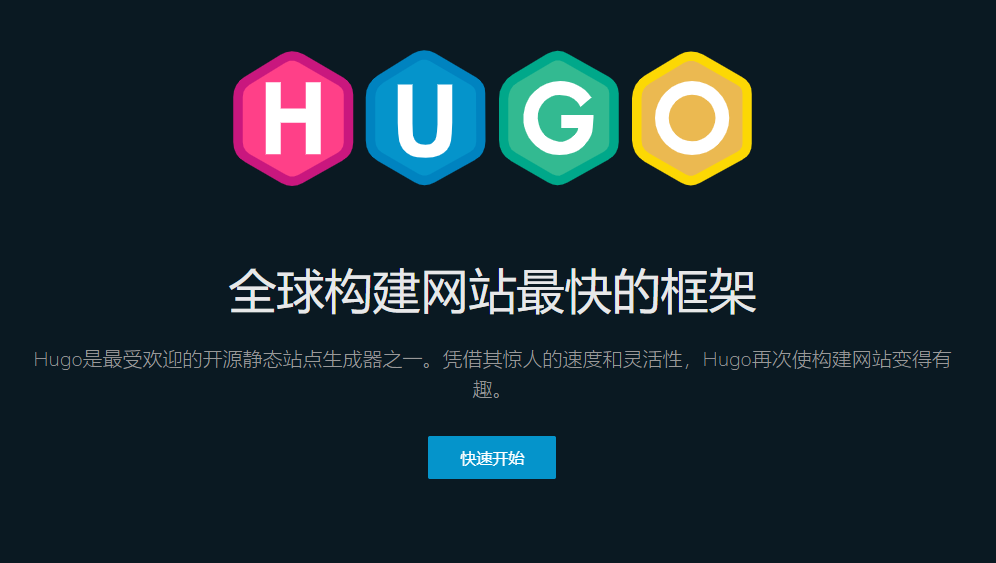 HUGO
全球构建网站最快的框架
Hugo是最受欢迎的开源静态站点生成器之一。凭借其惊人的速度和灵活性，Hugo再次使构建网站变得有
趣。
快速开始